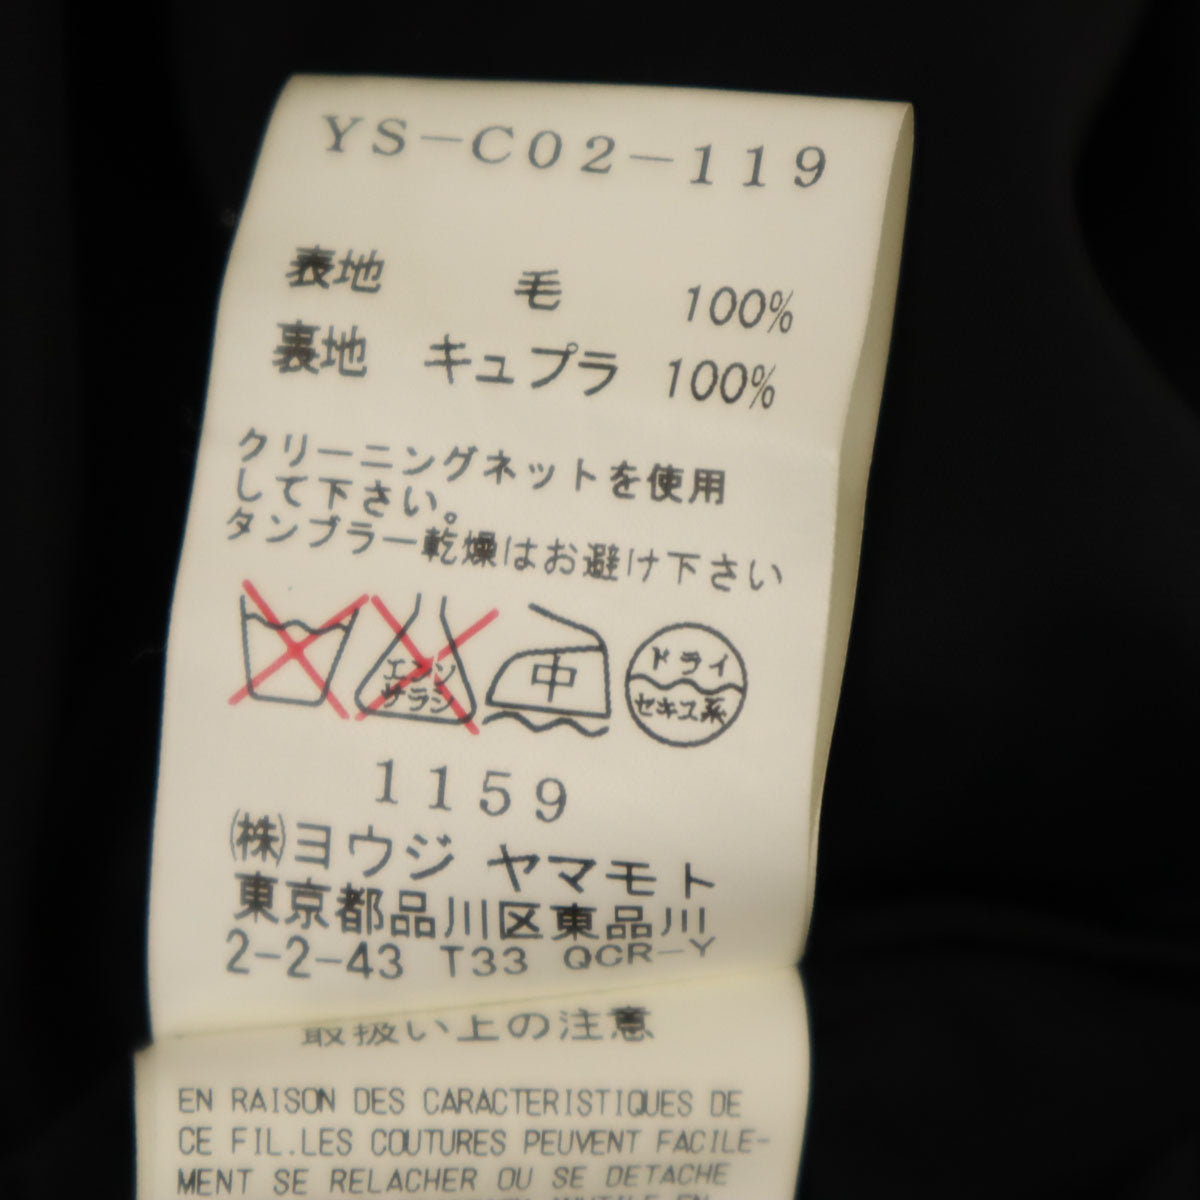 YS-C02-119
表地 毛 100%
裏地 キュプラ 100%
クリーニングネットを使用
して下さい。
タンブラー乾燥はお避け下さい
エンソ
サラシ
中
ドライ
セキユ系
1159
(株)ヨウジ ヤマモト
東京都品川区東品川
2-2-43 T33 QCR-Y
取扱い上の注意
EN RAISON DES CARACTERISTIQUES DE
CE FIL.LES COUTURES PEUVENT FACILE-
MENT SE RELACHER OU SE DETACHE